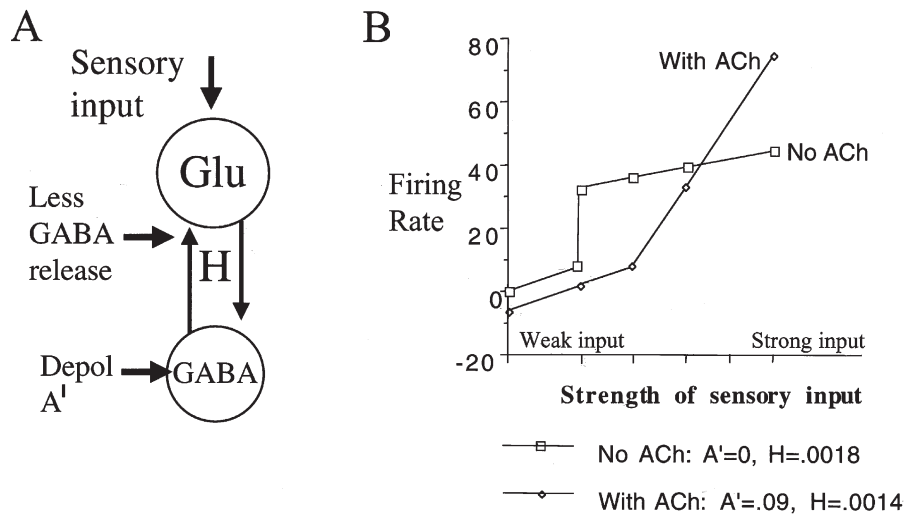 A
Sensory
input
Glu
Less
GABA
release
H
Depol
A'
GABA
B
80
60
40
20
0
-20
Firing
Rate
With ACh
No ACh
Weak input
Strong input
Strength of sensory input
No ACh: A'=0, H=.0018
With ACh: A'=.09, H=.0014